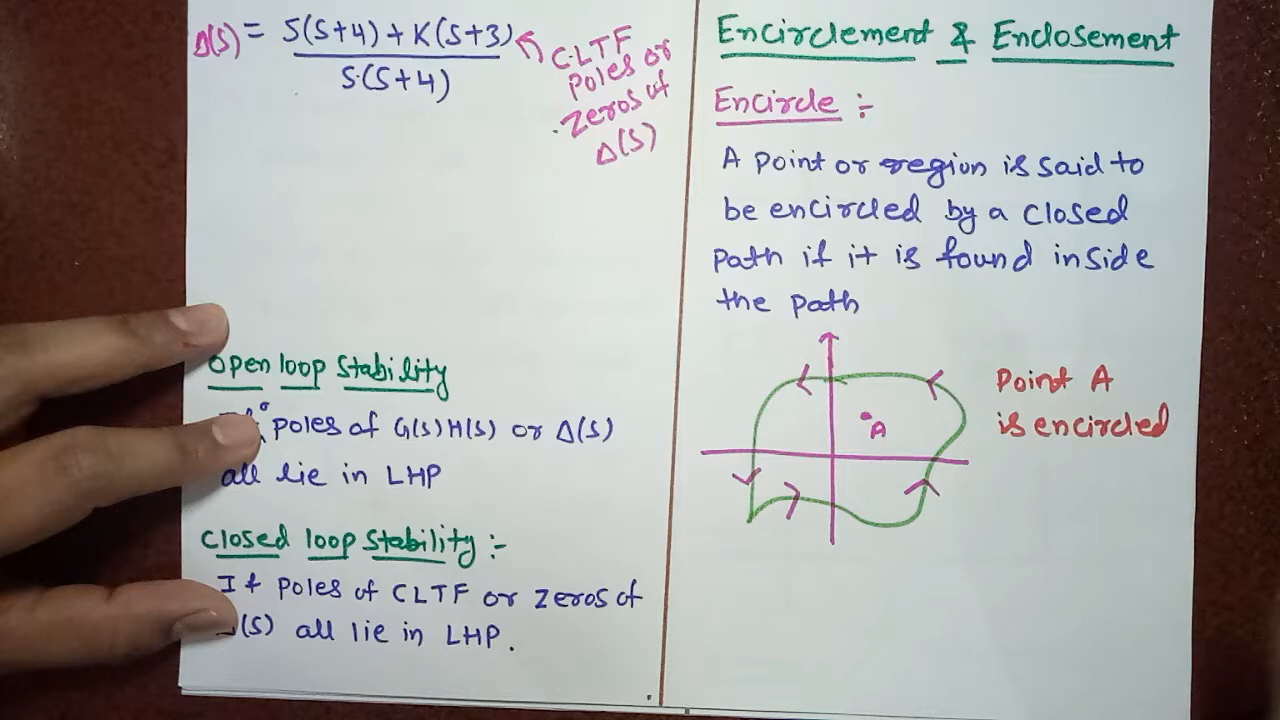 Δ(S) = S(S+4) + K(S+3)
S(S+4)
C.L.T.F
Poles or
Zeros of
Δ(S)
Open loop Stability
poles of G(S)H(S) or Δ(S)
all lie in LHP
Closed loop Stability :-
If poles of CLTF or zeros of
(S) all lie in LHP.
Encirclement & Enclosement
Encircle :-
A point or region is said to
be encircled by a closed
path if it is found inside
the path
A
Point A
is encircled